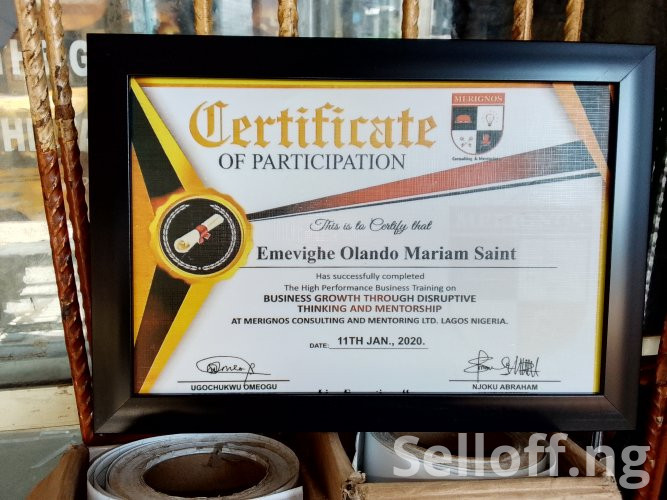 MERIGNOS
Consulting & Mentoring
Certificate
OF PARTICIPATION
This is to Certify that
Emevighe Olando Mariam Saint
Has successfully completed
The High Performance Business Training on
BUSINESS GROWTH THROUGH DISRUPTIVE
THINKING AND MENTORSHIP
AT MERIGNOS CONSULTING AND MENTORING LTD. LAGOS NIGERIA.
DATE: 11TH JAN., 2020.
UGOCHUKWU OMEOGU
NJOKU ABRAHAM
Selloff.ng